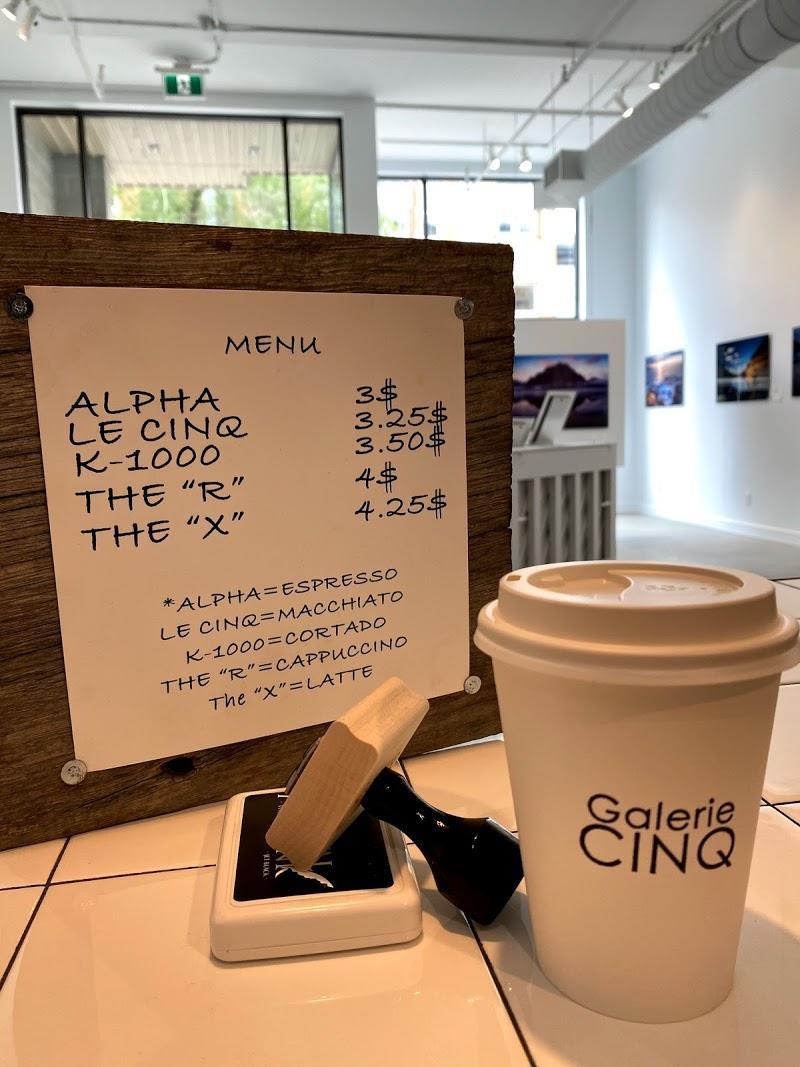 MENU
ALPHA 3$
LE CINQ 3.25$
K-1000 3.50$
THE "R" 4$
THE "X" 4.25$
*ALPHA=ESPRESSO
LE CINQ=MACCHIATO
K-1000=CORTADO
THE "R"=CAPPUCCINO
The "X"=LATTE
Galerie
CINQ